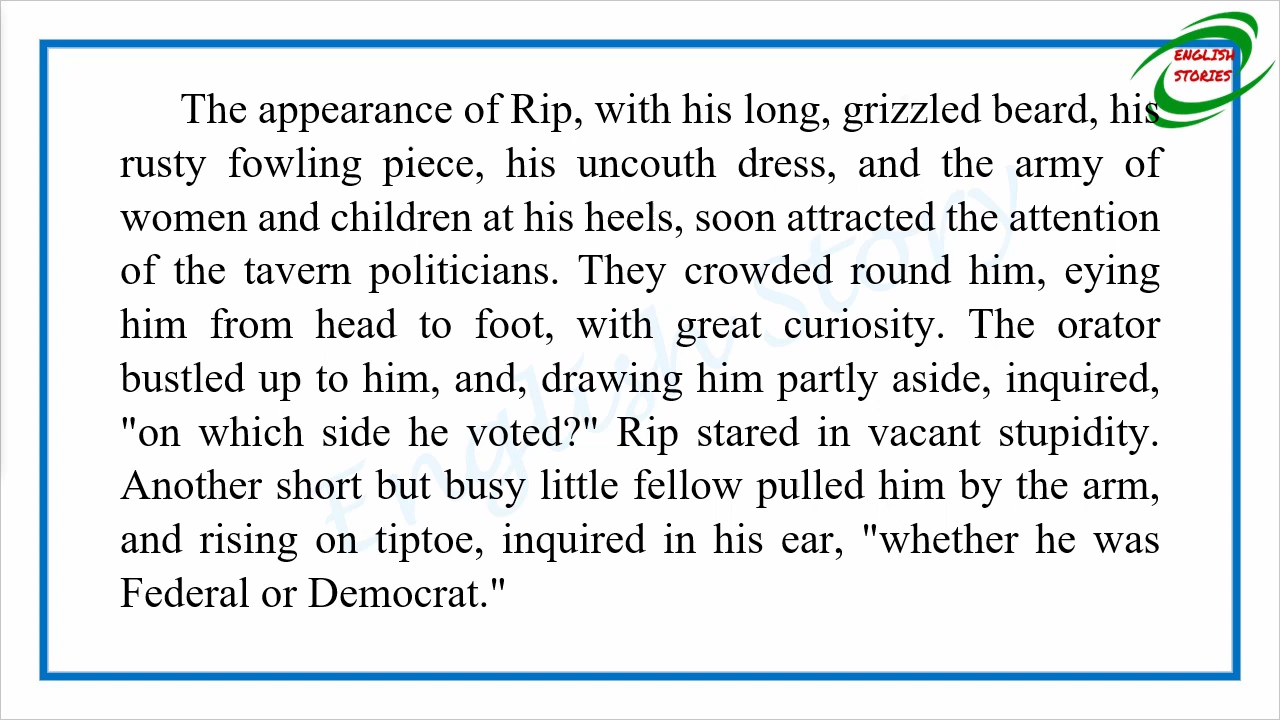 ENGLISH
STORIES
The appearance of Rip, with his long, grizzled beard, his
rusty fowling piece, his uncouth dress, and the army of
women and children at his heels, soon attracted the attention
of the tavern politicians. They crowded round him, eying
him from head to foot, with great curiosity. The orator
bustled up to him, and, drawing him partly aside, inquired,
"on which side he voted?" Rip stared in vacant stupidity.
Another short but busy little fellow pulled him by the arm,
and rising on tiptoe, inquired in his ear, "whether he was
Federal or Democrat."
English Story